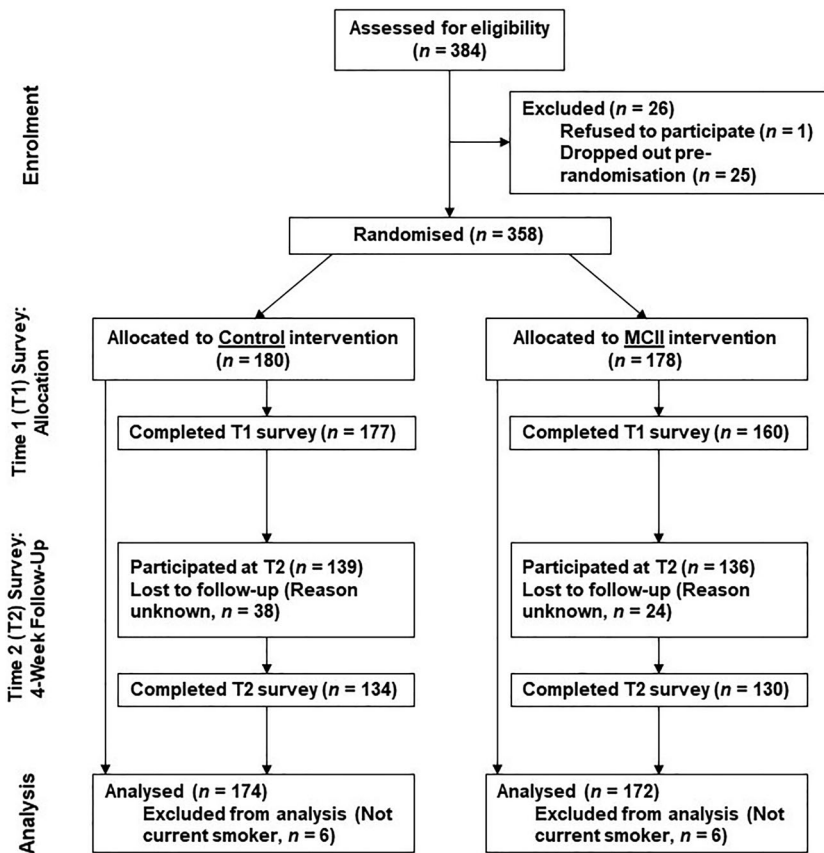 Assessed for eligibility
(n = 384)
Enrolment
Excluded (n = 26)
Refused to participate (n = 1)
Dropped out pre-
randomisation (n = 25)
Randomised (n = 358)
Time 1 (T1) Survey:
Allocation
Allocated to Control intervention
(n = 180)
Allocated to MCII intervention
(n = 178)
Completed T1 survey (n = 177)
Completed T1 survey (n = 160)
Time 2 (T2) Survey:
4-Week Follow-Up
Participated at T2 (n = 139)
Lost to follow-up (Reason
unknown, n = 38)
Participated at T2 (n = 136)
Lost to follow-up (Reason
unknown, n = 24)
Completed T2 survey (n = 134)
Completed T2 survey (n = 130)
Analysis
Analysed (n = 174)
Excluded from analysis (Not
current smoker, n = 6)
Analysed (n = 172)
Excluded from analysis (Not
current smoker, n = 6)